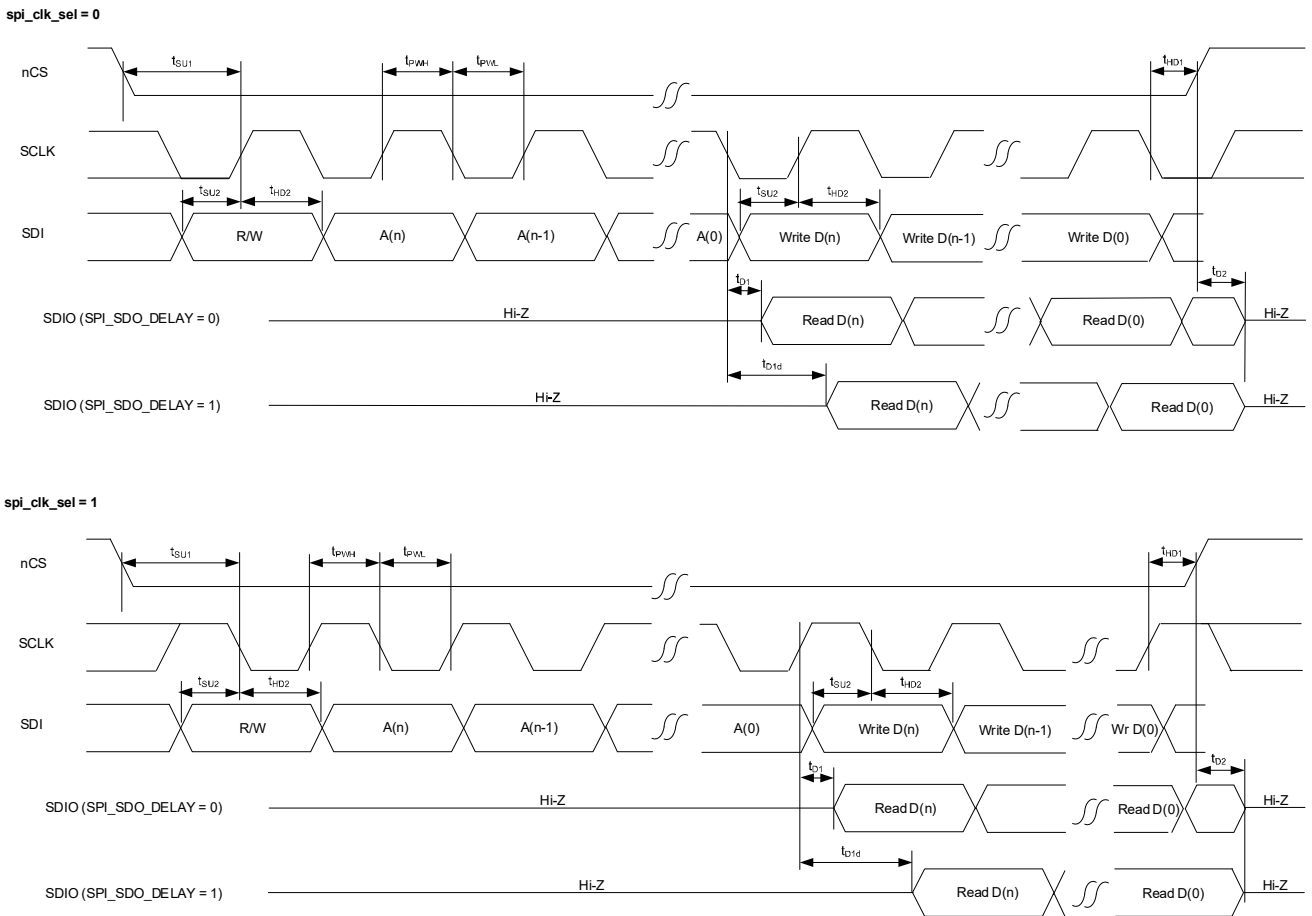 spi_clk_sel = 0
tSU1 tPWH tPWL tHD1
nCS
SCLK
tSU2 tHD2 tSU2 tHD2
SDI R/W A(n) A(n-1) A(0) Write D(n) Write D(n-1) Write D(0)
tD1 tD2
SDIO (SPI_SDO_DELAY = 0) Hi-Z Read D(n) Read D(0) Hi-Z
tD1d
SDIO (SPI_SDO_DELAY = 1) Hi-Z Read D(n) Read D(0) Hi-Z
spi_clk_sel = 1
tSU1 tPWH tPWL tHD1
nCS
SCLK
tSU2 tHD2 tSU2 tHD2
SDI R/W A(n) A(n-1) A(0) Write D(n) Write D(n-1) Wr D(0)
tD1 tD2
SDIO (SPI_SDO_DELAY = 0) Hi-Z Read D(n) Read D(0) Hi-Z
tD1d
SDIO (SPI_SDO_DELAY = 1) Hi-Z Read D(n) Read D(0) Hi-Z